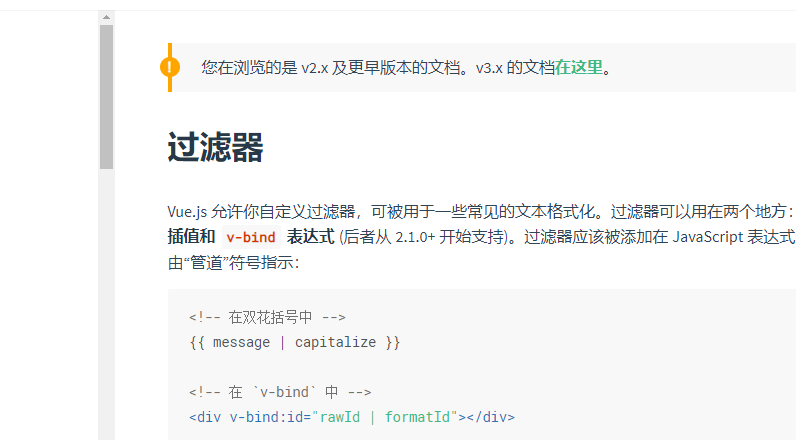 您在浏览的是 v2.x 及更早版本的文档。v3.x 的文档在这里。
过滤器
Vue.js 允许你自定义过滤器，可被用于一些常见的文本格式化。过滤器可以用在两个地方：
插值和 v-bind 表达式 (后者从 2.1.0+ 开始支持)。过滤器应该被添加在 JavaScript 表达式
由“管道”符号指示：
<!-- 在双花括号中 -->
{{ message | capitalize }}
<!-- 在 `v-bind` 中 -->
<div v-bind:id="rawId | formatId"></div>